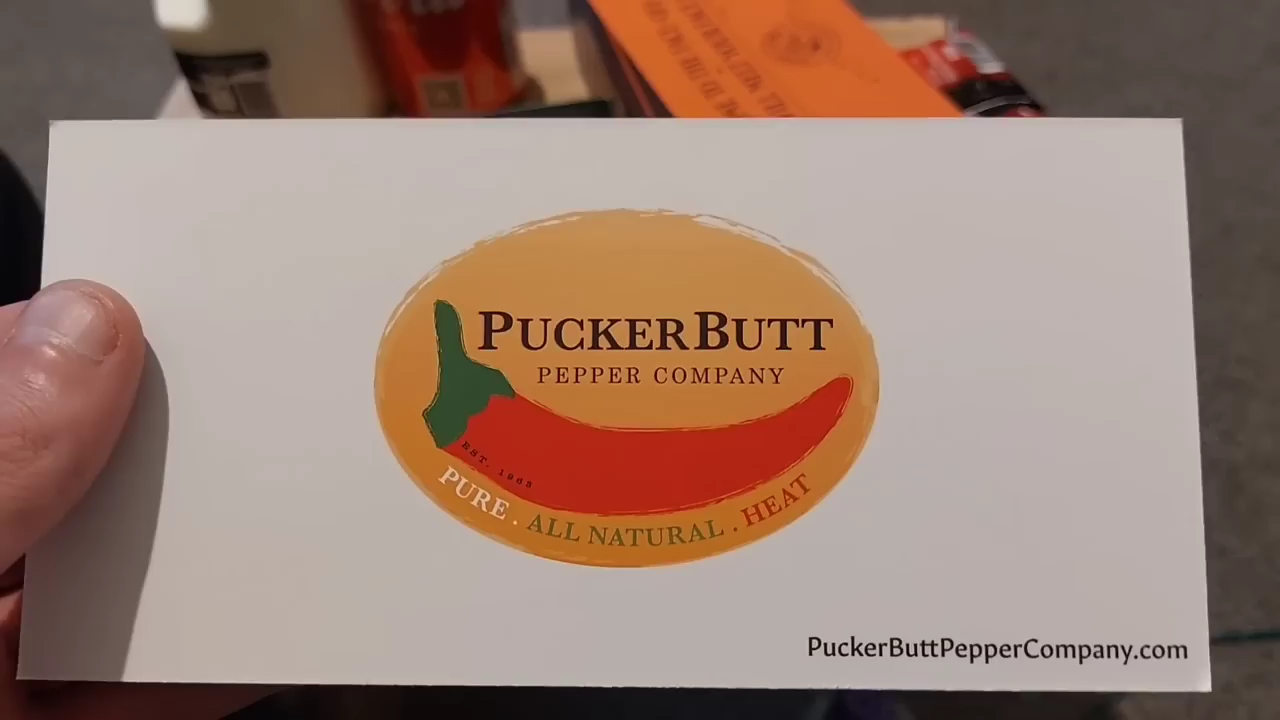 PUCKERBUTT
PEPPER COMPANY
EST. 1963
PURE . ALL NATURAL . HEAT
PuckerButtPepperCompany.com